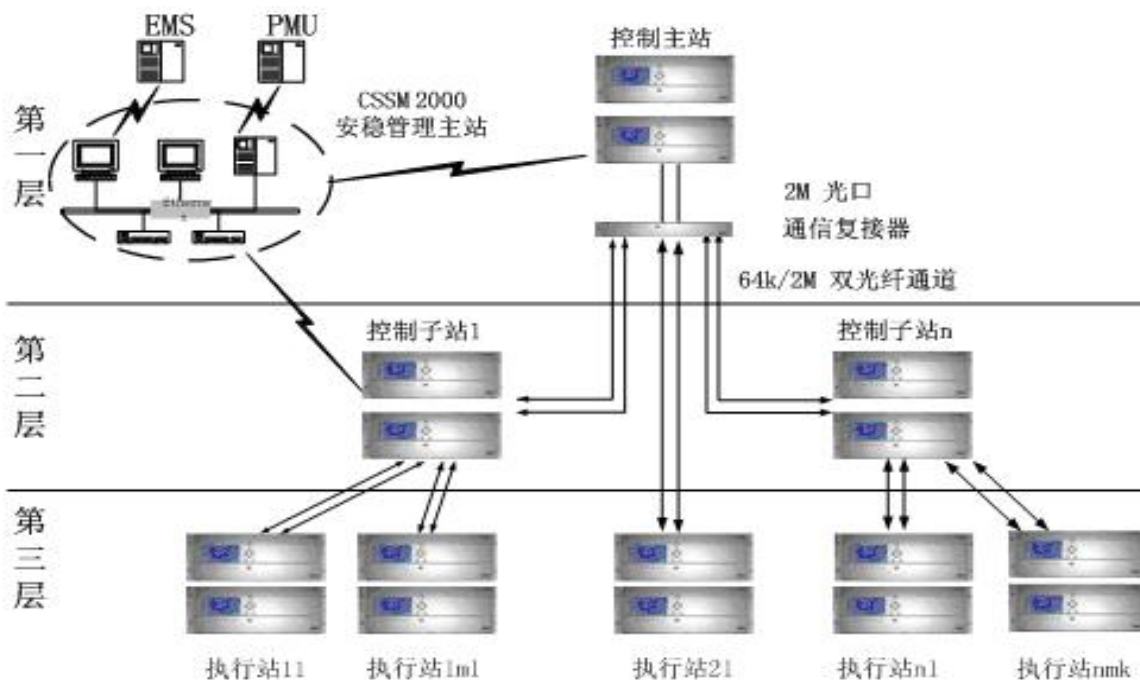 EMS
PMU
控制主站
CSSM 2000
安稳管理主站
第一层
2M 光口
通信复接器
64k/2M 双光纤通道
控制子站1
控制子站n
第二层
第三层
执行站11
执行站1m1
执行站21
执行站n1
执行站nmk